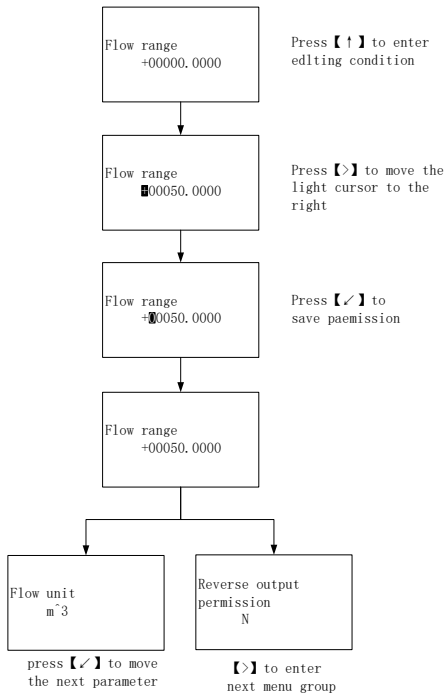 Flow range
+00000.0000
Press【↑】to enter
edlting condition
Flow range
+00050.0000
Press【>】to move the
light cursor to the
right
Flow range
+00050.0000
Press【↙】to
save paemission
Flow range
+00050.0000
Flow unit
m^3
press【↙】to move
the next parameter
Reverse output
permission
N
【>】to enter
next menu group